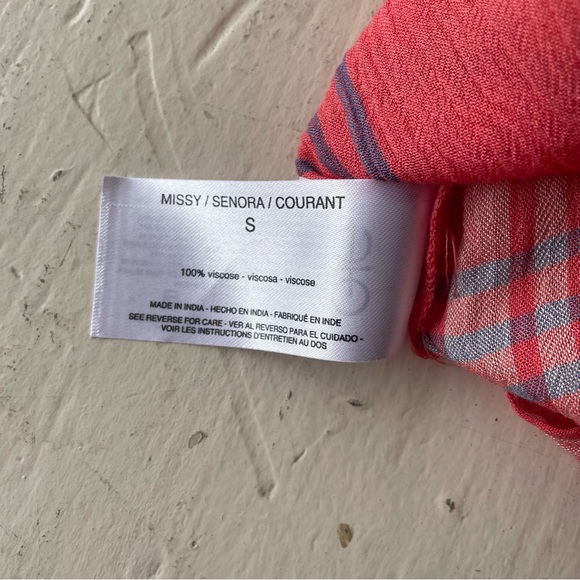 MISSY / SENORA / COURANT
S
100% viscose - viscosa - viscose
MADE IN INDIA - HECHO EN INDIA - FABRIQUÉ EN INDE
SEE REVERSE FOR CARE - VER AL REVERSO PARA EL CUIDADO -
VOIR LES INSTRUCTIONS D'ENTRETIEN AU DOS